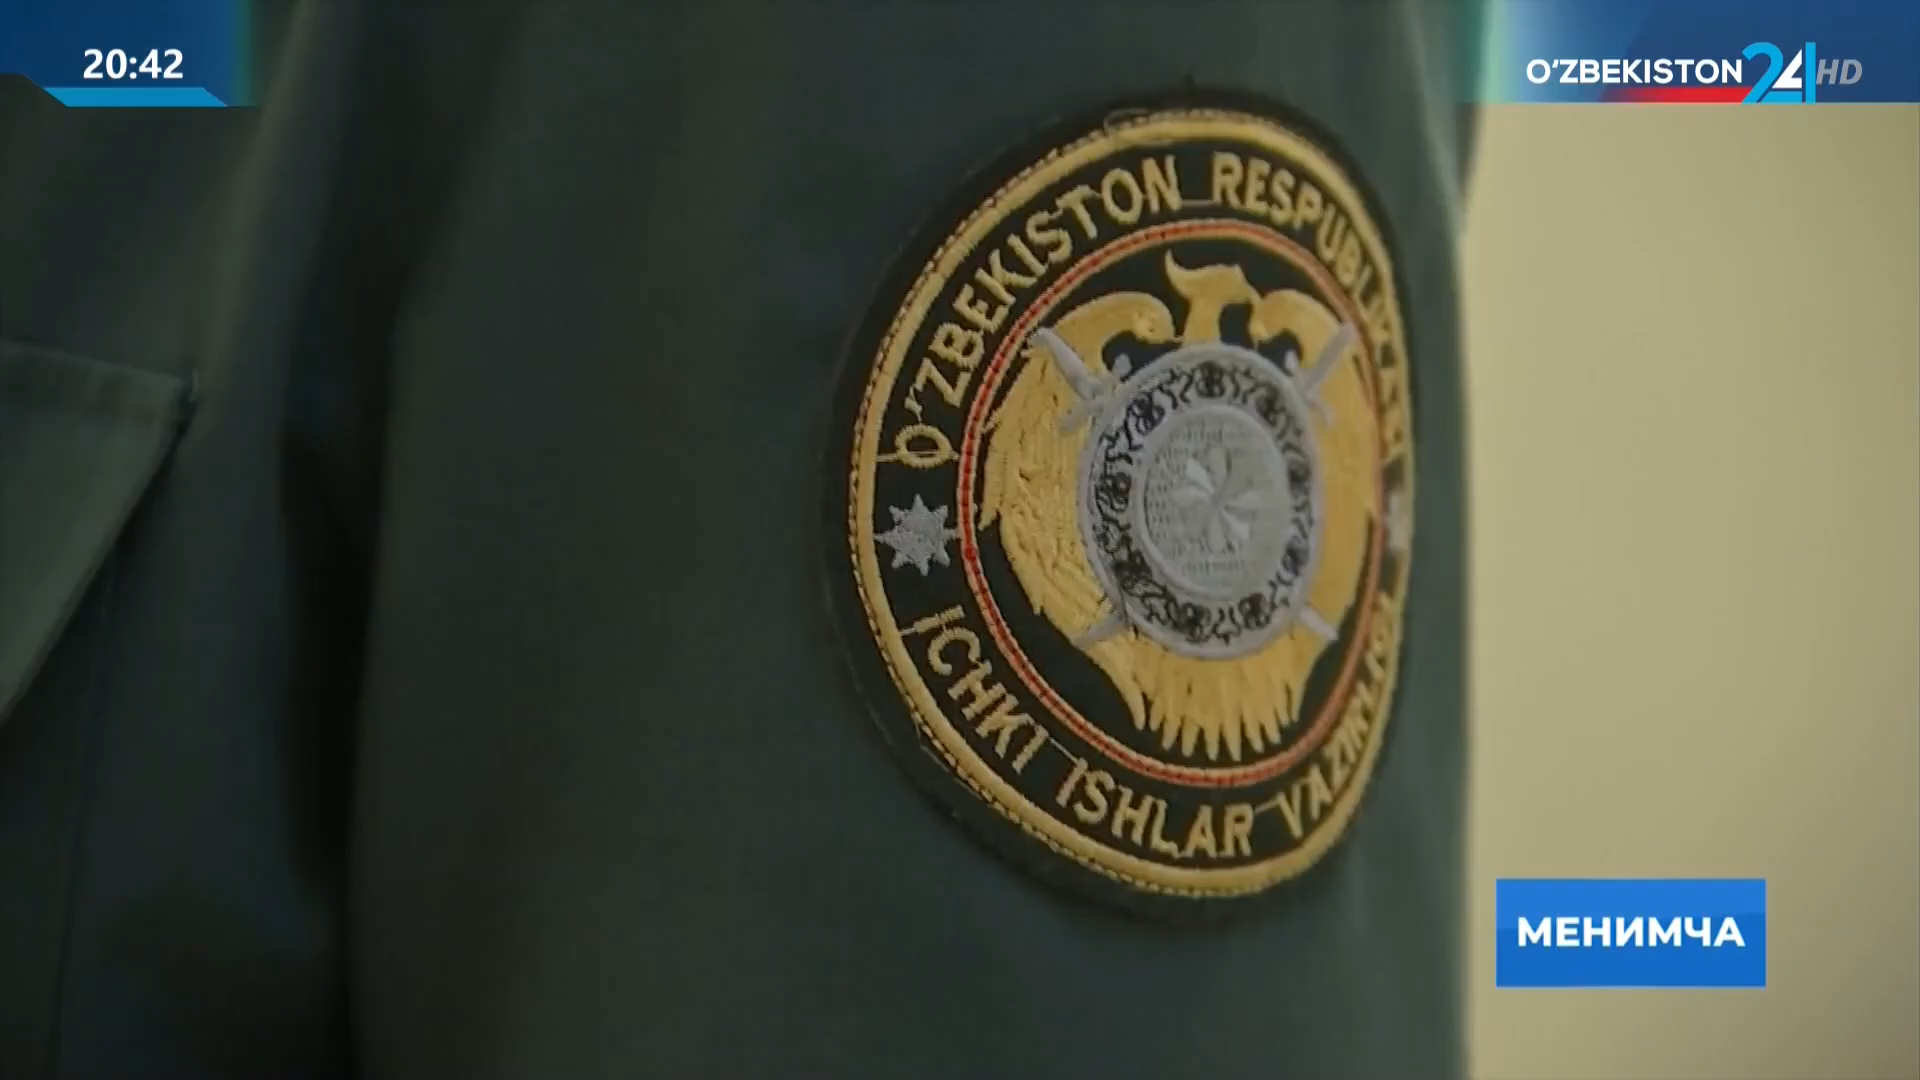 20:42
O‘ZBEKISTON 24 HD
O‘ZBEKISTON RESPUBLIKASI
ICHKI ISHLAR VAZIRLIGI
МЕНИМЧА